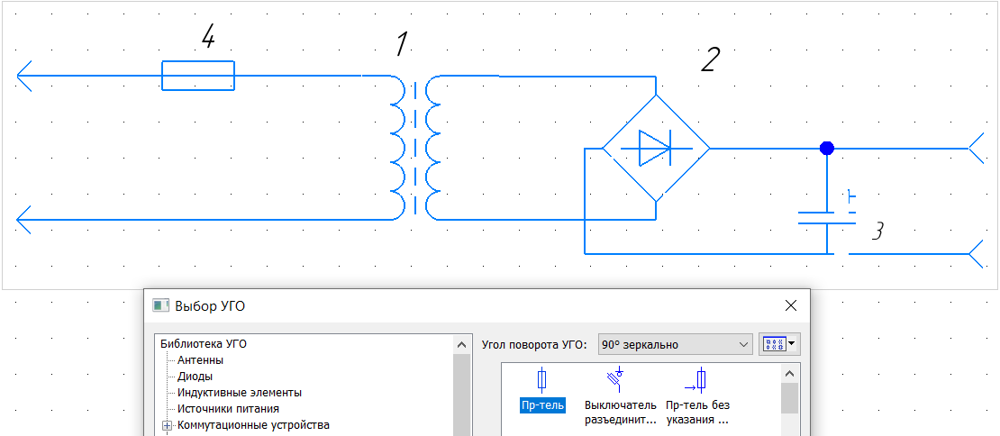 4
1
2
3
Выбор УГО
Библиотека УГО
Антенны
Диоды
Индуктивные элементы
Источники питания
Коммутационные устройства
Угол поворота УГО:
90° зеркально
Пр-тель
Выключатель
разъединит...
Пр-тель без
указания ...